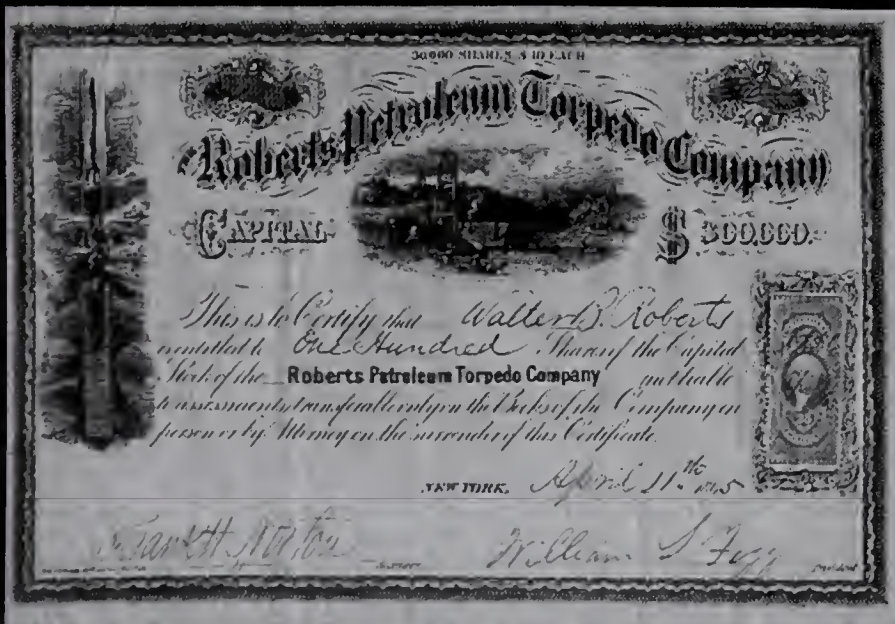 30,000 SHARES $ 10 EACH
Roberts Petroleum Torpedo Company
CAPITAL U S 300,000.
This is to Certify that Walter B. Roberts
is entitled to One Hundred Shares of the Capital
Stock of the Roberts Petroleum Torpedo Company not liable
to assessments, transferable only on the Books of the Company in
person or by Attorney on the surrender of this Certificate.
NEW YORK, April 11th
William S Fogg